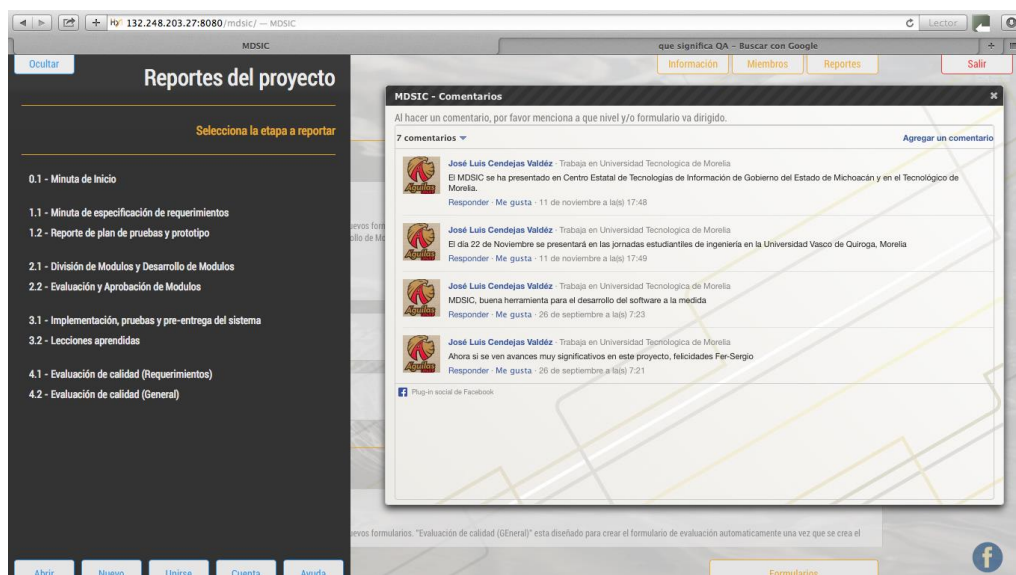 132.248.203.27:8080/mdsic/ — MDSIC
Lector
MDSIC
que significa QA – Buscar con Google
Ocultar
Reportes del proyecto
Selecciona la etapa a reportar
0.1 - Minuta de Inicio
1.1 - Minuta de especificación de requerimientos
1.2 - Reporte de plan de pruebas y prototipo
2.1 - División de Modulos y Desarrollo de Modulos
2.2 - Evaluación y Aprobación de Modulos
3.1 - Implementación, pruebas y pre-entrega del sistema
3.2 - Lecciones aprendidas
4.1 - Evaluación de calidad (Requerimientos)
4.2 - Evaluación de calidad (General)
Abrir
Nuevo
Unirse
Cuenta
Ayuda
Información
Miembros
Reportes
Salir
MDSIC - Comentarios
Al hacer un comentario, por favor menciona a que nivel y/o formulario va dirigido.
7 comentarios
Agregar un comentario
José Luis Cendejas Valdéz · Trabaja en Universidad Tecnologica de Morelia
El MDSIC se ha presentado en Centro Estatal de Tecnologías de Información de Gobierno del Estado de Michoacán y en el Tecnológico de
Morelia.
Responder · Me gusta · 11 de noviembre a la(s) 17:48
José Luis Cendejas Valdéz · Trabaja en Universidad Tecnologica de Morelia
El día 22 de Noviembre se presentará en las jornadas estudiantiles de ingeniería en la Universidad Vasco de Quiroga, Morelia
Responder · Me gusta · 11 de noviembre a la(s) 17:49
José Luis Cendejas Valdéz · Trabaja en Universidad Tecnologica de Morelia
MDSIC, buena herramienta para el desarrollo del software a la medida
Responder · Me gusta · 26 de septiembre a la(s) 7:23
José Luis Cendejas Valdéz · Trabaja en Universidad Tecnologica de Morelia
Ahora si se ven avances muy significativos en este proyecto, felicidades Fer-Sergio
Responder · Me gusta · 26 de septiembre a la(s) 7:21
Aguilas
Aguilas
Aguilas
Aguilas
Plug-in social de Facebook
formularios. "Evaluación de calidad (GEneral)" esta diseñado para crear el formulario de evaluación automaticamente una vez que se crea el
Formularios